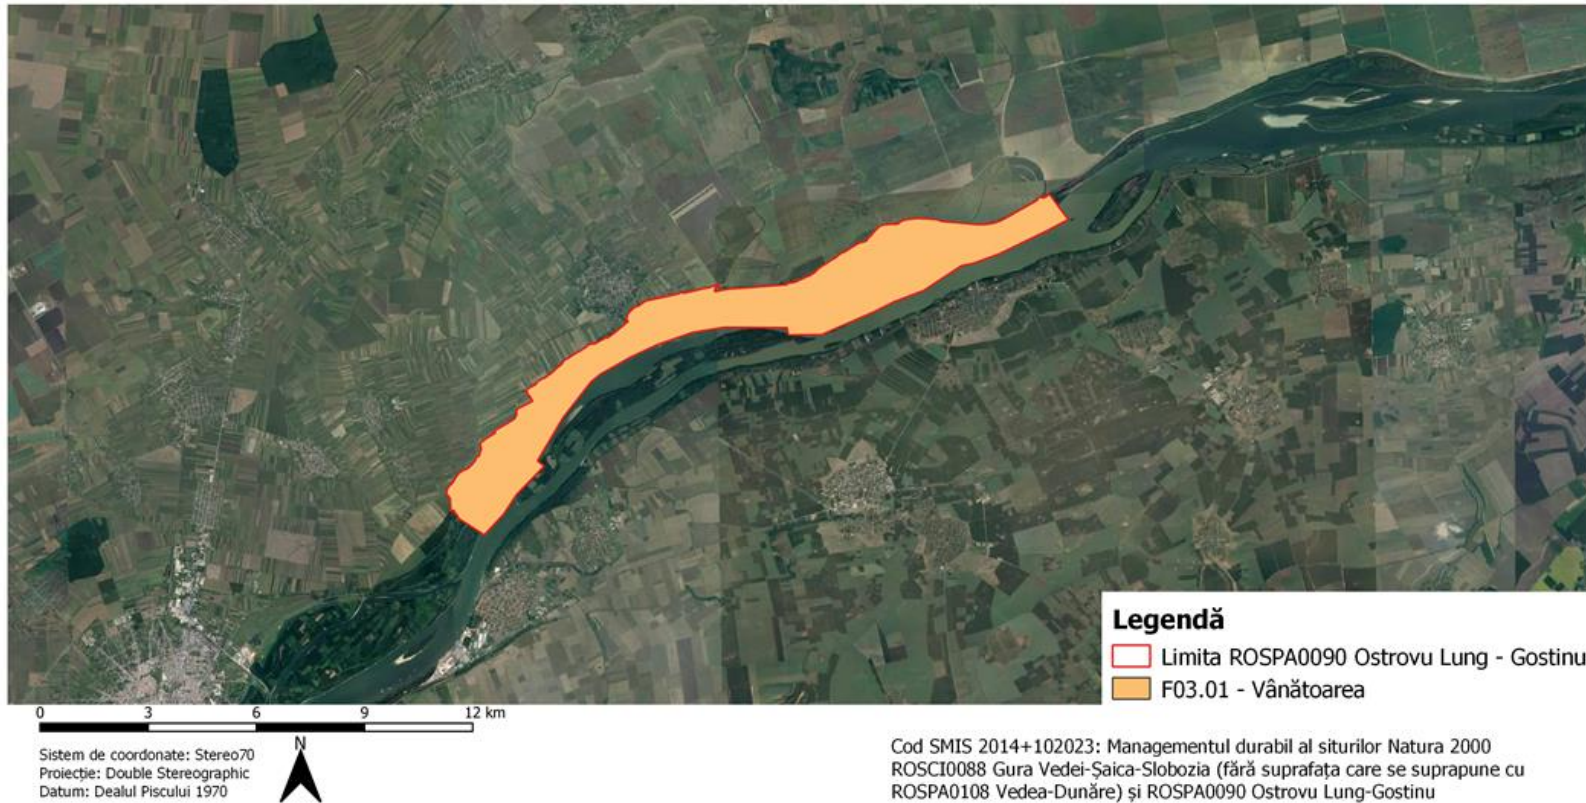 Legendă
Limita ROSPA0090 Ostrovu Lung - Gostinu
F03.01 - Vânătoarea
0 3 6 9 12 km
N
Sistem de coordonate: Stereo70
Proiecție: Double Stereographic
Datum: Dealul Piscului 1970
Cod SMIS 2014+102023: Managementul durabil al siturilor Natura 2000
ROSCI0088 Gura Vedei-Șaica-Slobozia (fără suprafața care se suprapune cu
ROSPA0108 Vedea-Dunăre) și ROSPA0090 Ostrovu Lung-Gostinu